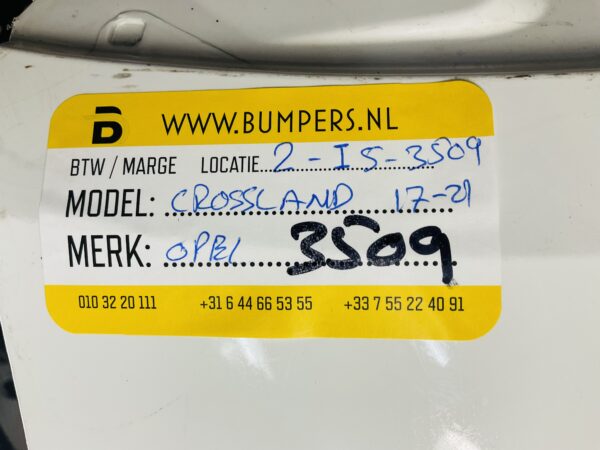 B WWW.BUMPERS.NL
BTW / MARGE LOCATIE 2-IS-3509
MODEL: CROSSLAND 17-21
MERK: OPEL 3509
010 32 20 111 +31 6 44 66 53 55 +33 7 55 22 40 91